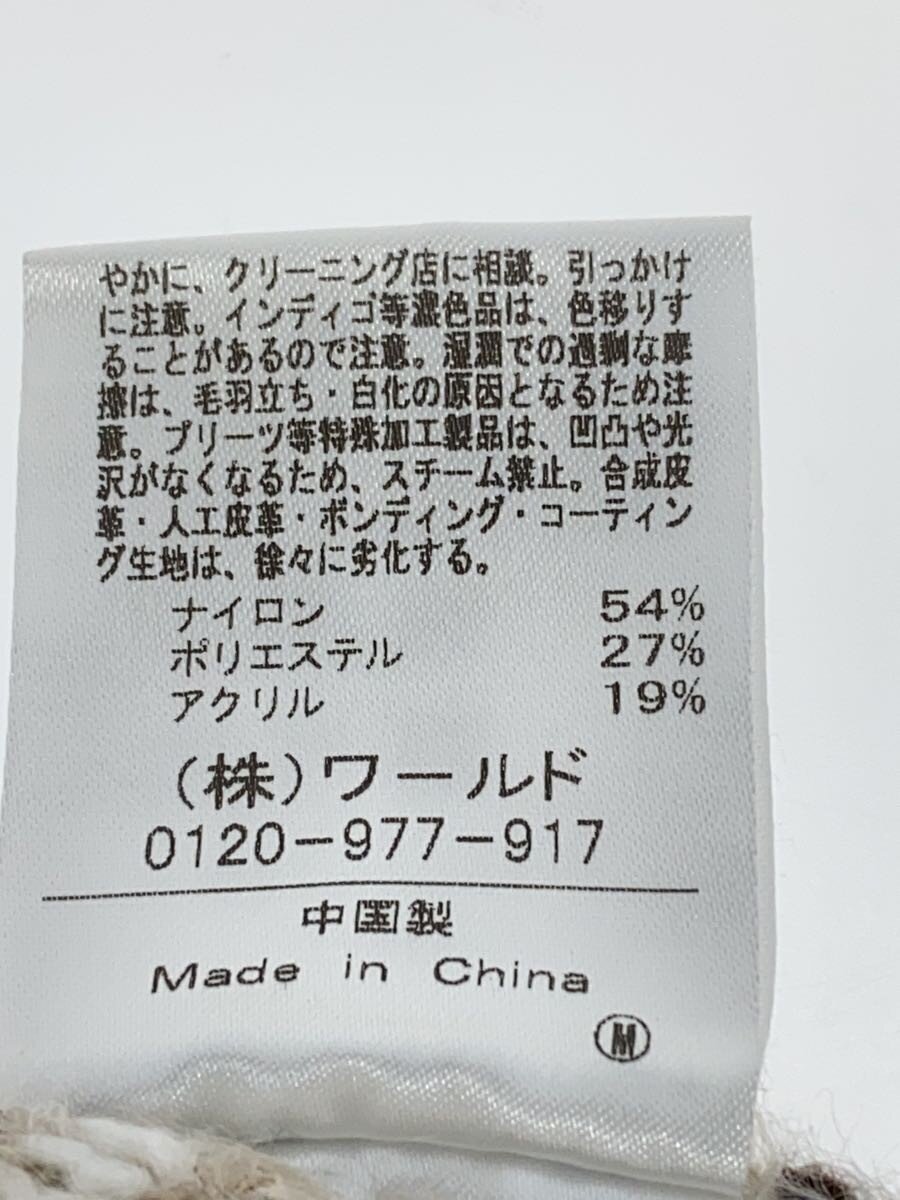 やかに、クリーニング店に相談。引っかけ
に注意。インディゴ等濃色品は、色移りす
ることがあるので注意。湿潤での過剰な摩
擦は、毛羽立ち・白化の原因となるため注
意。プリーツ等特殊加工製品は、凹凸や光
沢がなくなるため、スチーム禁止。合成皮
革・人工皮革・ボンディング・コーティン
グ生地は、徐々に劣化する。
ナイロン 54%
ポリエステル 27%
アクリル 19%
(株)ワールド
0120-977-917
中国製
Made in China
Ⓜ